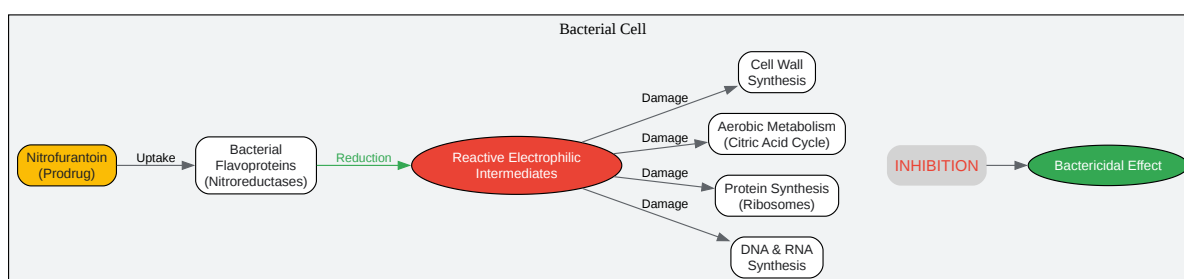 Bacterial Cell
Nitrofurantoin
(Prodrug)
Uptake
Bacterial
Flavoproteins
(Nitroreductases)
Reduction
Reactive Electrophilic
Intermediates
Damage
Cell Wall
Synthesis
Damage
Aerobic Metabolism
(Citric Acid Cycle)
Damage
Protein Synthesis
(Ribosomes)
Damage
DNA & RNA
Synthesis
INHIBITION
Bactericidal Effect